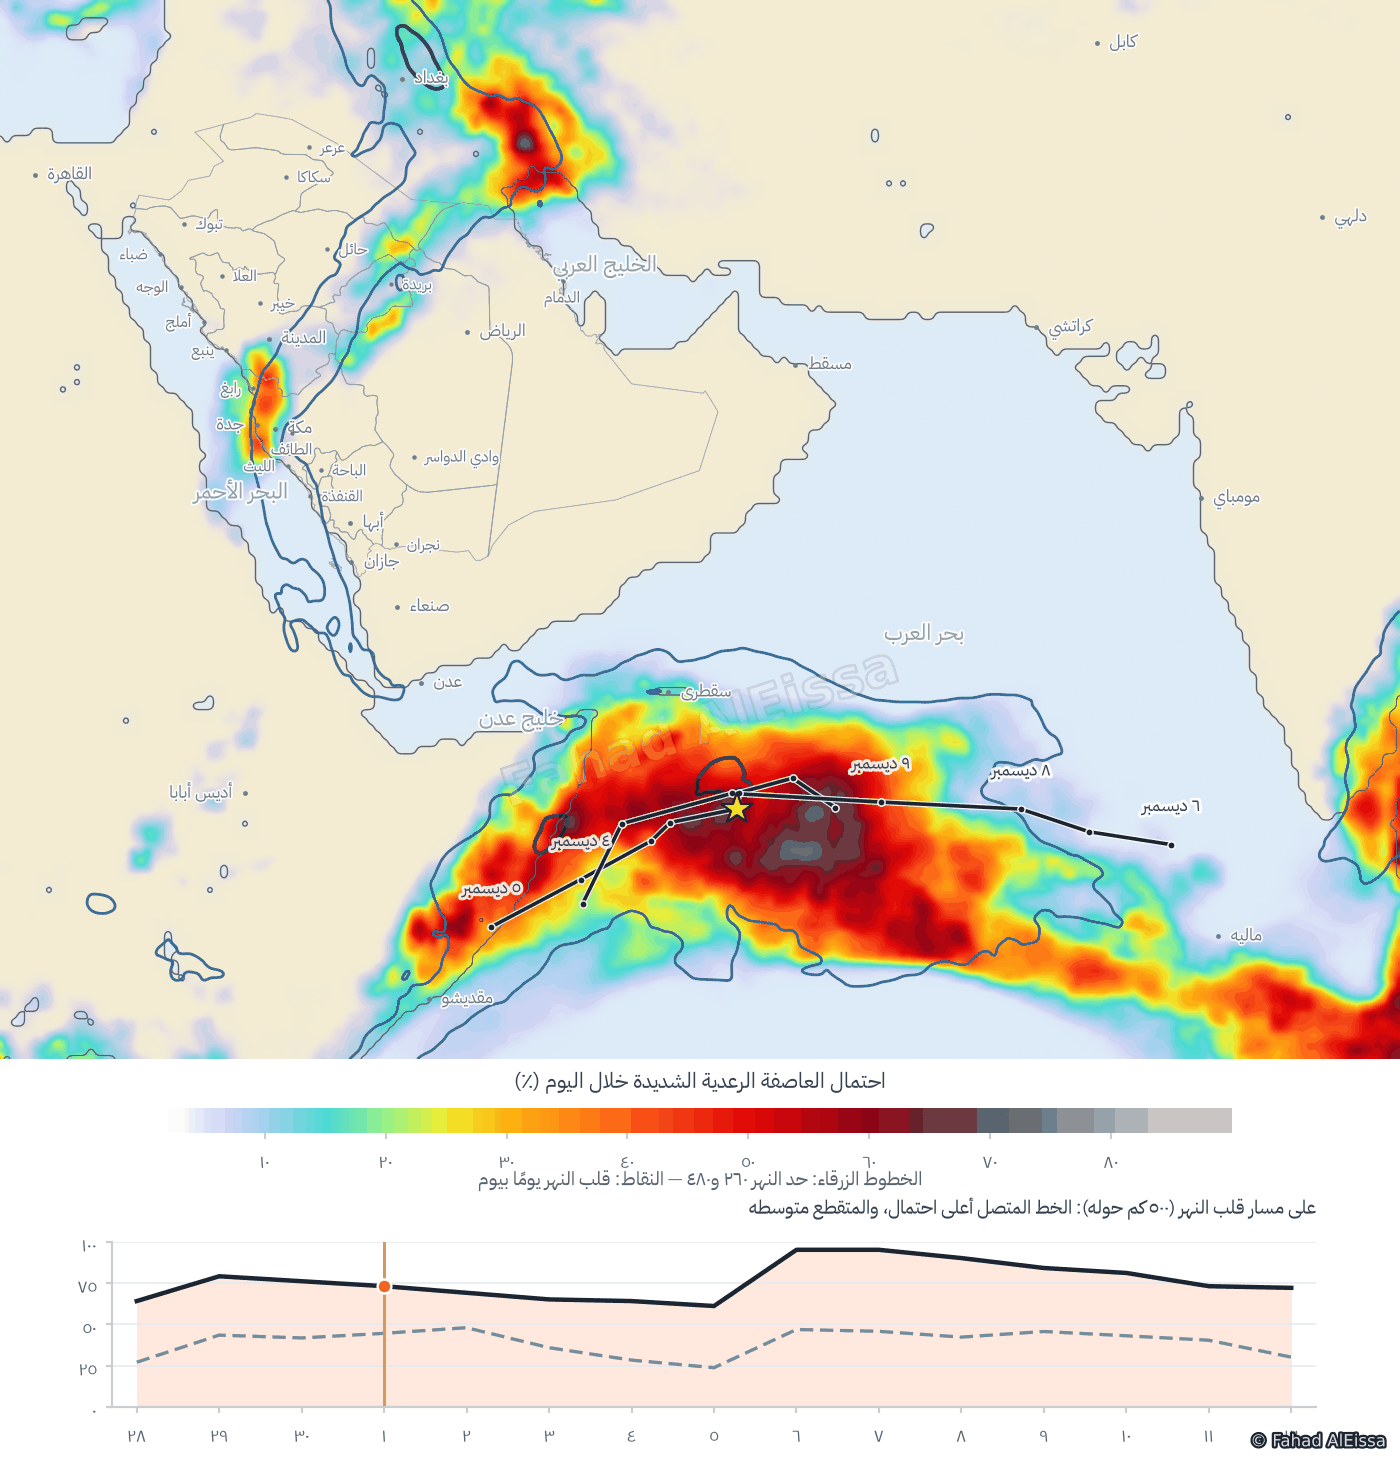 كابل
بغداد
عرعر
القاهرة
سكاكا
دلهي
تبوك
ضباء
حائل
الخليج العربي
العلا
الوجه
بريدة
الدمام
خيبر
أملج
الرياض
كراتشي
المدينة
ينبع
مسقط
رابغ
جدة
مكة
الطائف
وادي الدواسر
الليث
الباحة
البحر الأحمر
القنفذة
مومباي
أبها
نجران
جازان
صنعاء
بحر العرب
عدن
سقطرى
خليج عدن
Fahad AlEissa
٩ ديسمبر
٨ ديسمبر
أديس أبابا
٦ ديسمبر
٤ ديسمبر
٥ ديسمبر
ماليه
مقديشو
احتمال العاصفة الرعدية الشديدة خلال اليوم (٪)
١٠ ٢٠ ٣٠ ٤٠ ٥٠ ٦٠ ٧٠ ٨٠
الخطوط الزرقاء: حد النهر ٢٦٠ و٤٨٠ — النقاط: قلب النهر يومًا بيوم
على مسار قلب النهر (٥٠٠ كم حوله): الخط المتصل أعلى احتمال، والمتقطع متوسطه
١٠٠
٧٥
٥٠
٢٥
٠
٢٨ ٢٩ ٣٠ ١ ٢ ٣ ٤ ٥ ٦ ٧ ٨ ٩ ١٠ ١١
© Fahad AlEissa